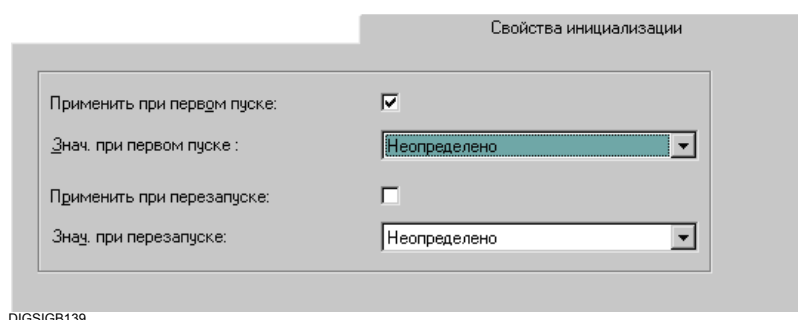 Свойства инициализации
Применить при первом пуске:
Знач. при первом пуске :
Неопределено
Применить при перезапуске:
Знач. при перезапуске:
Неопределено
DIGSIGB139